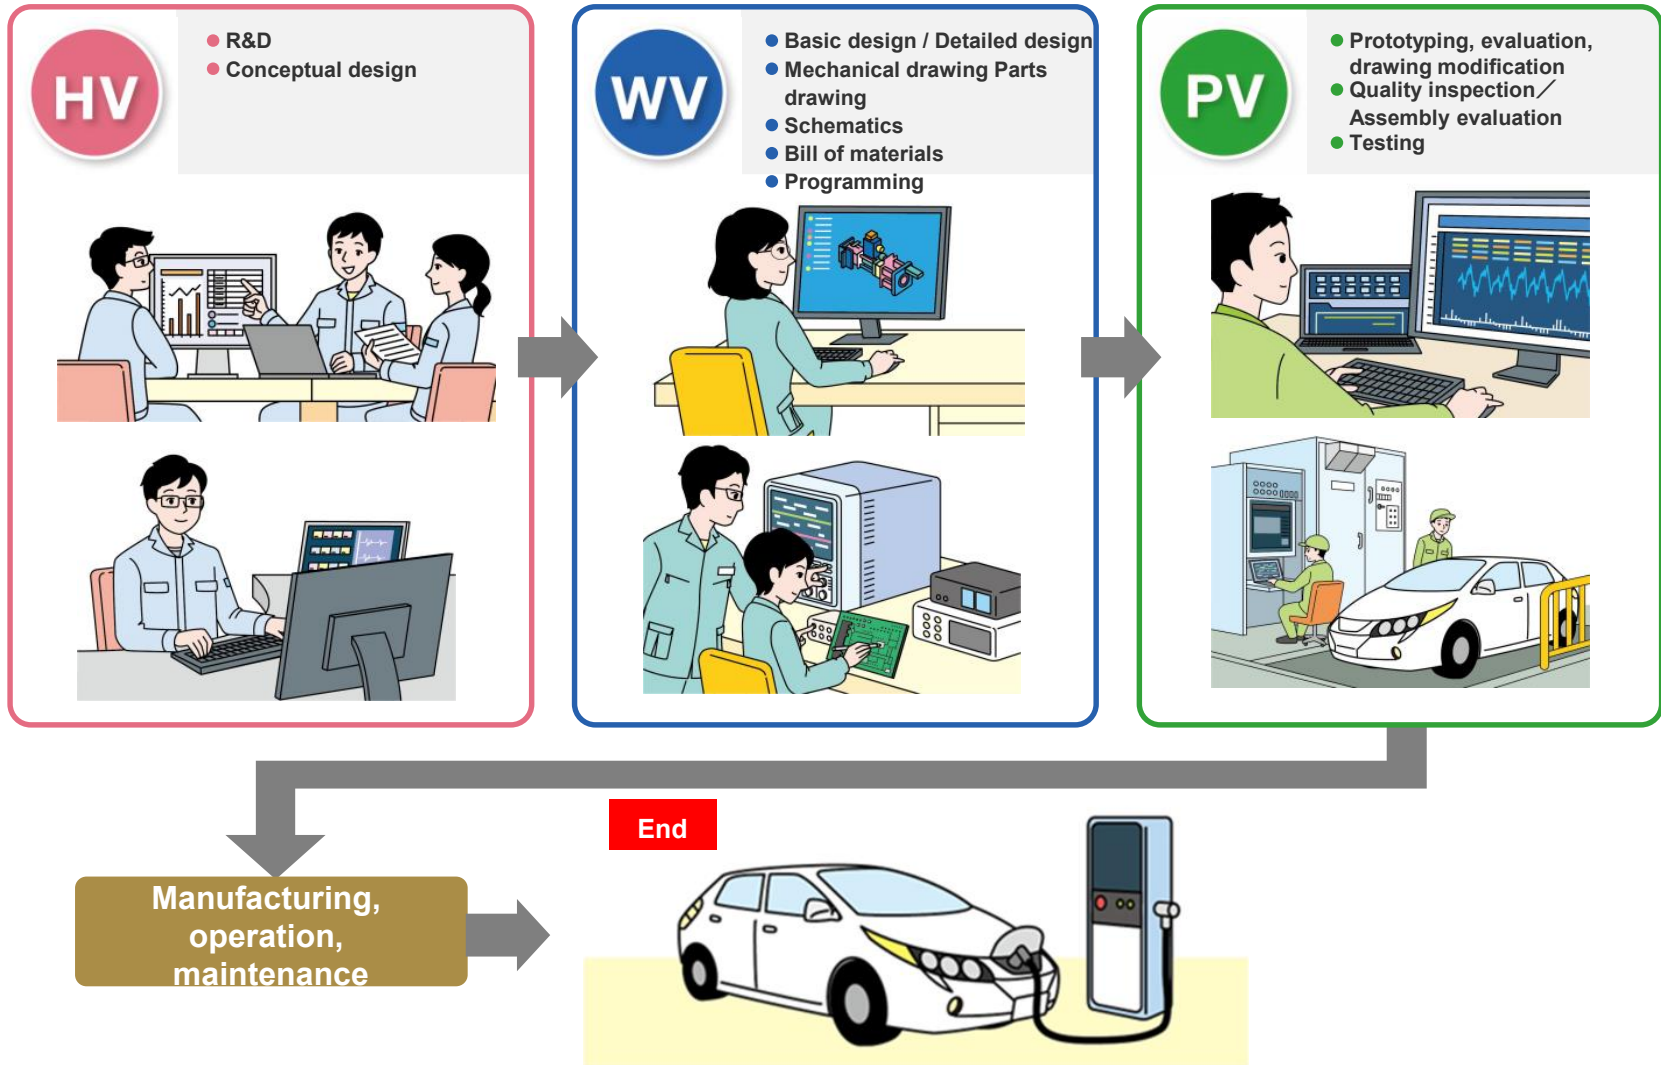 HV
R&D
Conceptual design
WV
Basic design / Detailed design
Mechanical drawing Parts
drawing
Schematics
Bill of materials
Programming
PV
Prototyping, evaluation,
drawing modification
Quality inspection／
Assembly evaluation
Testing
End
Manufacturing,
operation,
maintenance